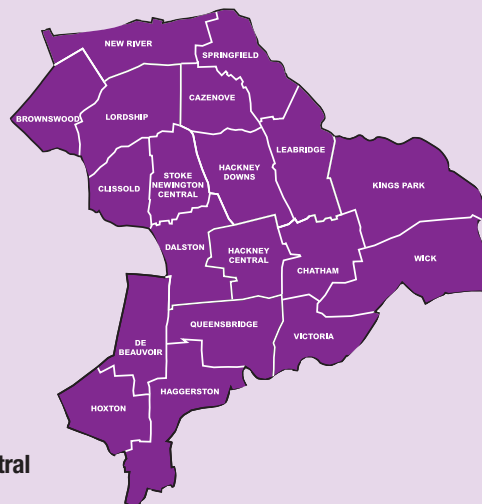 NEW RIVER
SPRINGFIELD
CAZENOVE
BROWNSWOOD
LORDSHIP
LEABRIDGE
HACKNEY
DOWNS
STOKE
NEWINGTON
CENTRAL
CLISSOLD
KINGS PARK
DALSTON
HACKNEY
CENTRAL
CHATHAM
WICK
QUEENSBRIDGE
VICTORIA
DE
BEAUVOIR
HAGGERSTON
HOXTON
tral